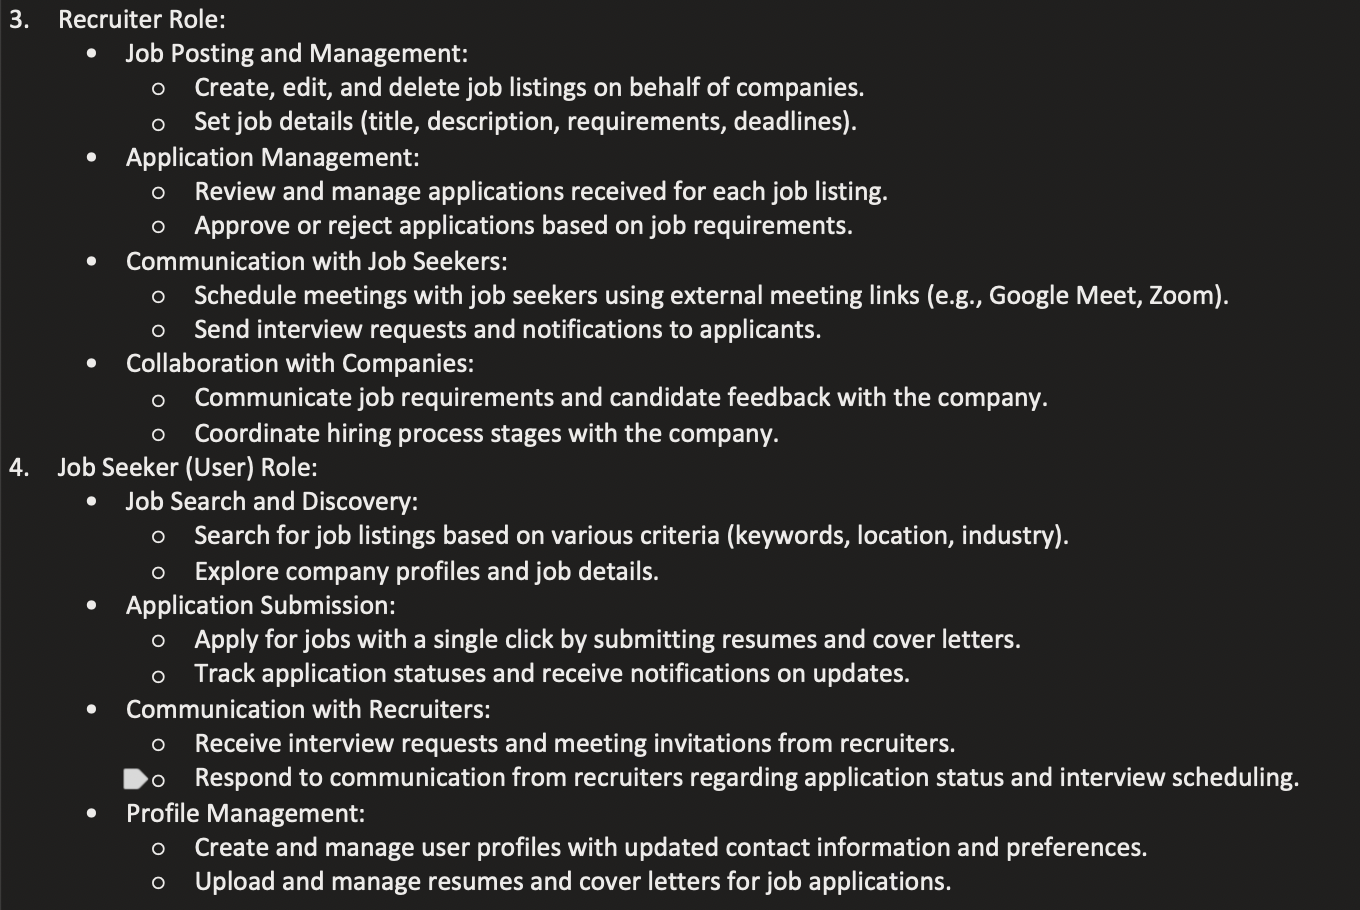 3. Recruiter Role:
• Job Posting and Management:
o Create, edit, and delete job listings on behalf of companies.
o Set job details (title, description, requirements, deadlines).
• Application Management:
o Review and manage applications received for each job listing.
o Approve or reject applications based on job requirements.
• Communication with Job Seekers:
o Schedule meetings with job seekers using external meeting links (e.g., Google Meet, Zoom).
o Send interview requests and notifications to applicants.
• Collaboration with Companies:
o Communicate job requirements and candidate feedback with the company.
o Coordinate hiring process stages with the company.
4. Job Seeker (User) Role:
• Job Search and Discovery:
o Search for job listings based on various criteria (keywords, location, industry).
o Explore company profiles and job details.
• Application Submission:
o Apply for jobs with a single click by submitting resumes and cover letters.
o Track application statuses and receive notifications on updates.
• Communication with Recruiters:
o Receive interview requests and meeting invitations from recruiters.
o Respond to communication from recruiters regarding application status and interview scheduling.
• Profile Management:
o Create and manage user profiles with updated contact information and preferences.
o Upload and manage resumes and cover letters for job applications.